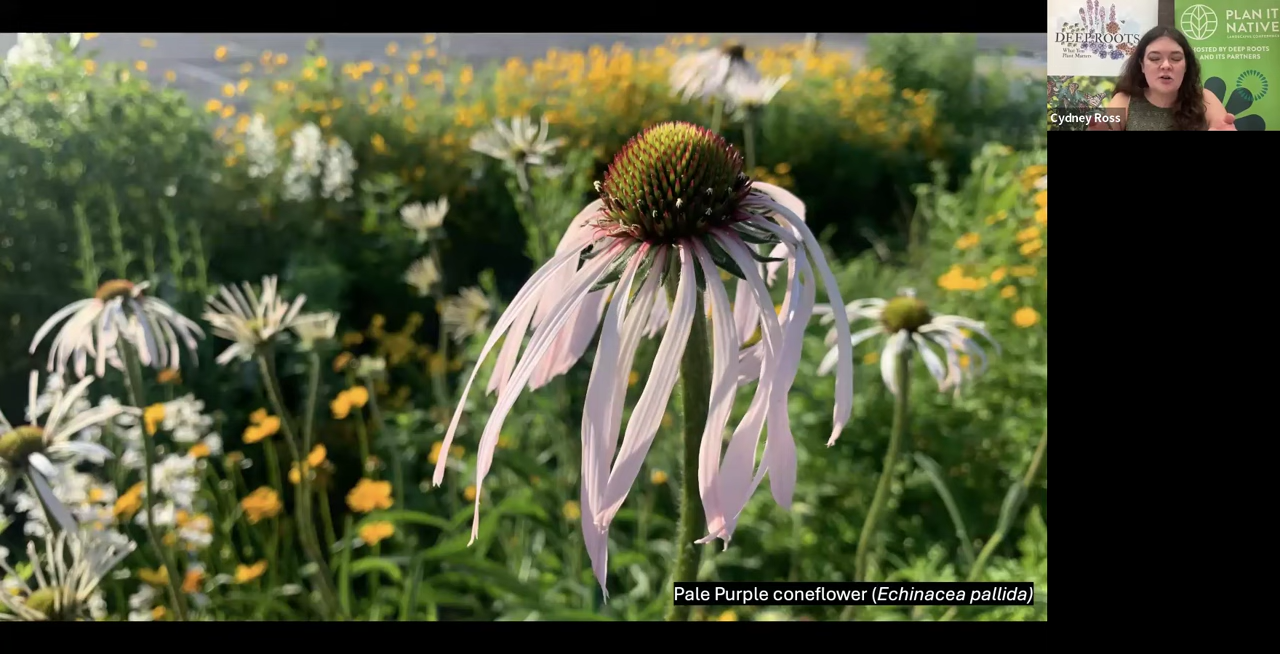 DEEP ROOTS
PLAN IT
NATIVE
HOSTED BY DEEP ROOTS
AND ITS PARTNERS
Cydney Ross
Pale Purple coneflower (Echinacea pallida)